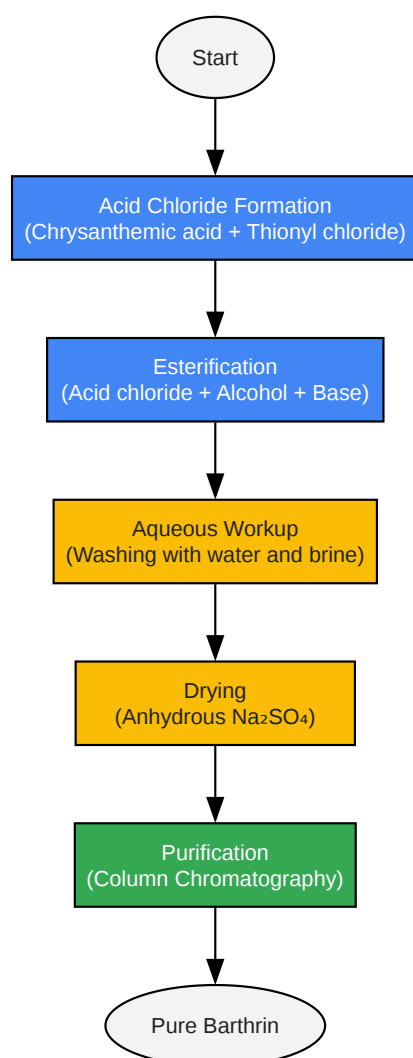 Start
Acid Chloride Formation
(Chrysanthemic acid + Thionyl chloride)
Esterification
(Acid chloride + Alcohol + Base)
Aqueous Workup
(Washing with water and brine)
Drying
(Anhydrous Na₂SO₄)
Purification
(Column Chromatography)
Pure Barthrin